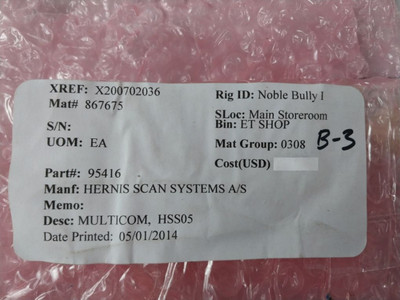 XREF: X200702036
Mat# 867675
S/N:
UOM: EA
Part#: 95416
Manf: HERNIS SCAN SYSTEMS A/S
Memo:
Desc: MULTICOM, HSS05
Date Printed: 05/01/2014
Rig ID: Noble Bully I
SLoc: Main Storeroom
Bin: ET SHOP
Mat Group: 0308
Cost(USD)
B-3